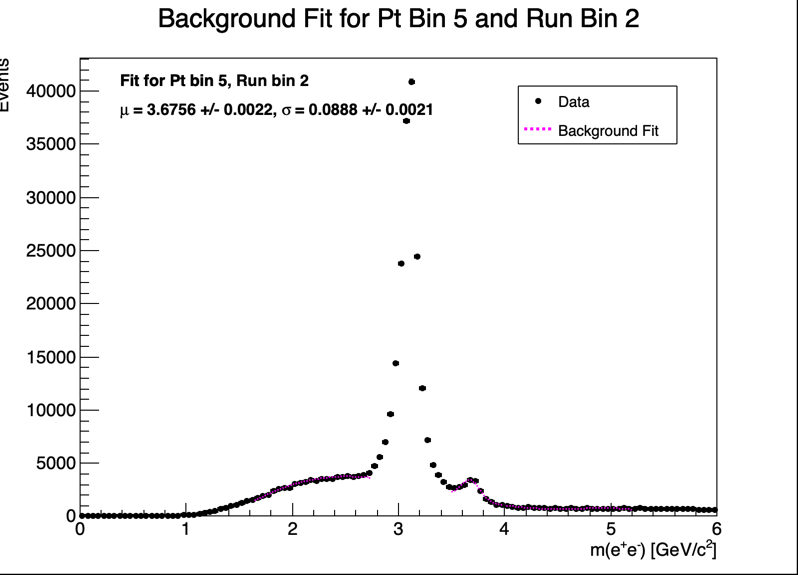 Background Fit for Pt Bin 5 and Run Bin 2
Events
Fit for Pt bin 5, Run bin 2
μ = 3.6756 +/- 0.0022, σ = 0.0888 +/- 0.0021
Data
Background Fit
40000
35000
30000
25000
20000
15000
10000
5000
0
0 1 2 3 4 5 6
m(e⁺e⁻) [GeV/c²]